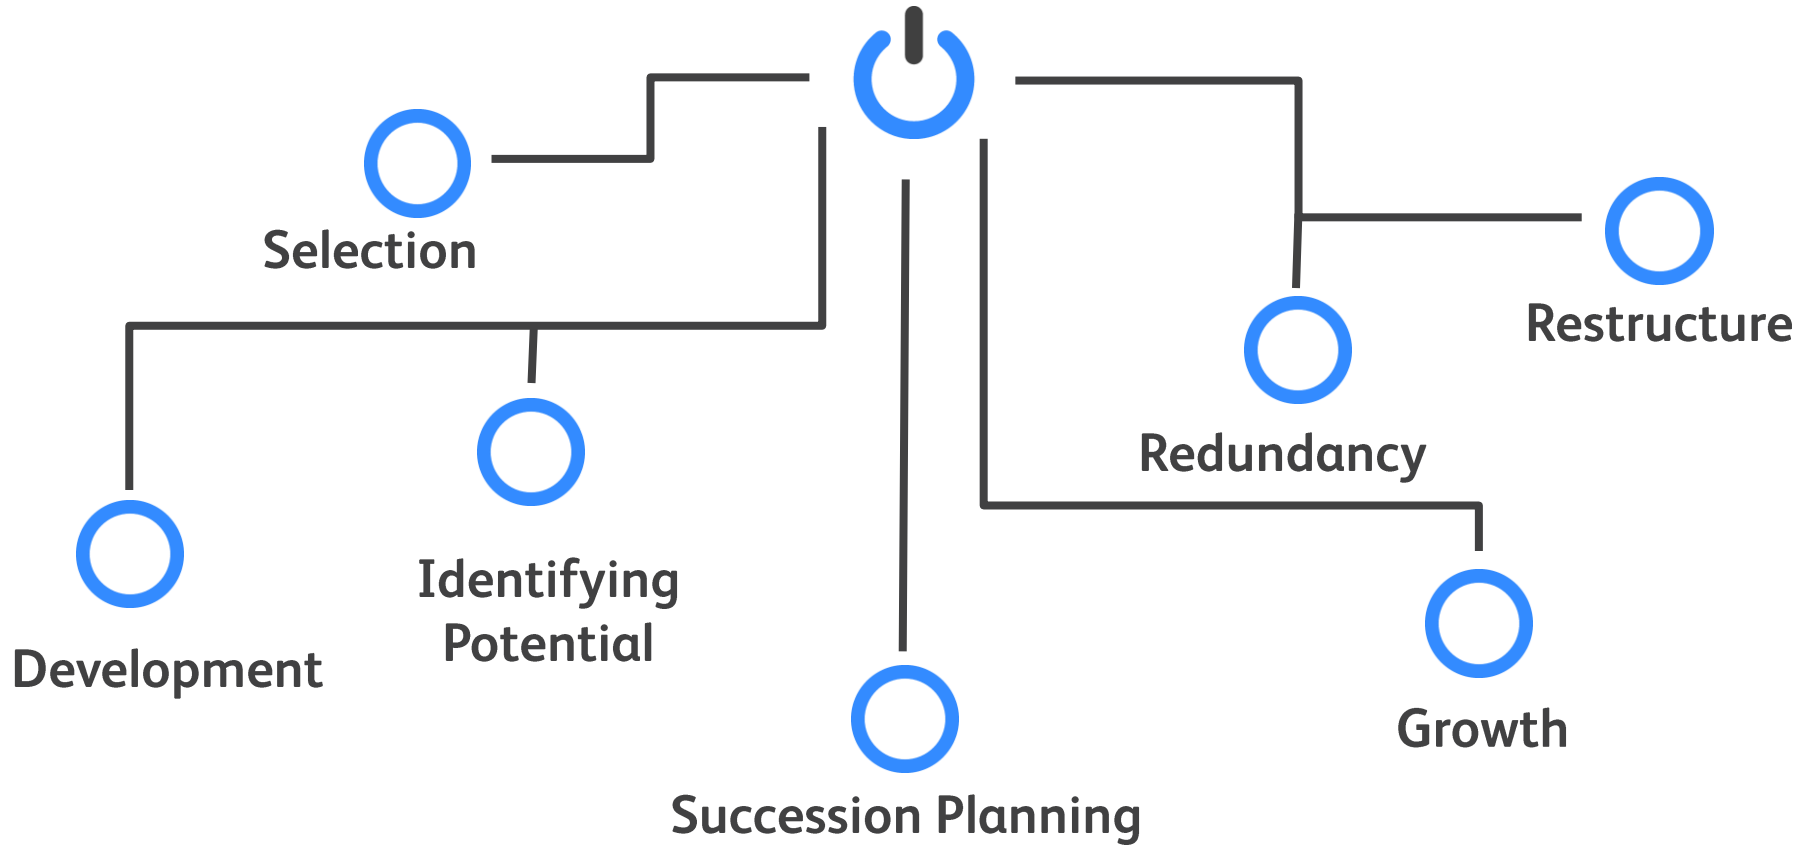 Selection
Restructure
Redundancy
Identifying
Potential
Development
Growth
Succession Planning